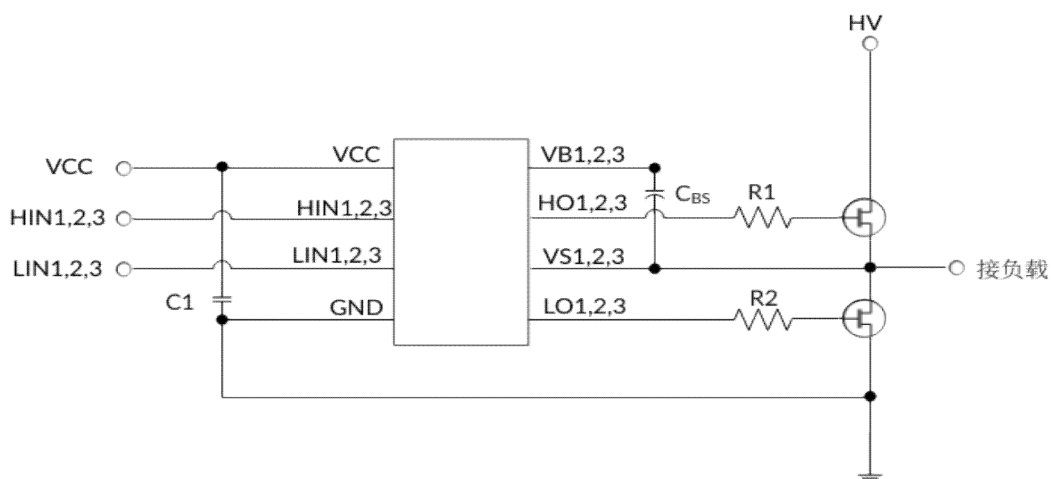 HV
VCC VCC VB1,2,3
HIN1,2,3 HIN1,2,3 HO1,2,3 CBS R1
LIN1,2,3 LIN1,2,3 VS1,2,3 接负载
C1 GND LO1,2,3 R2